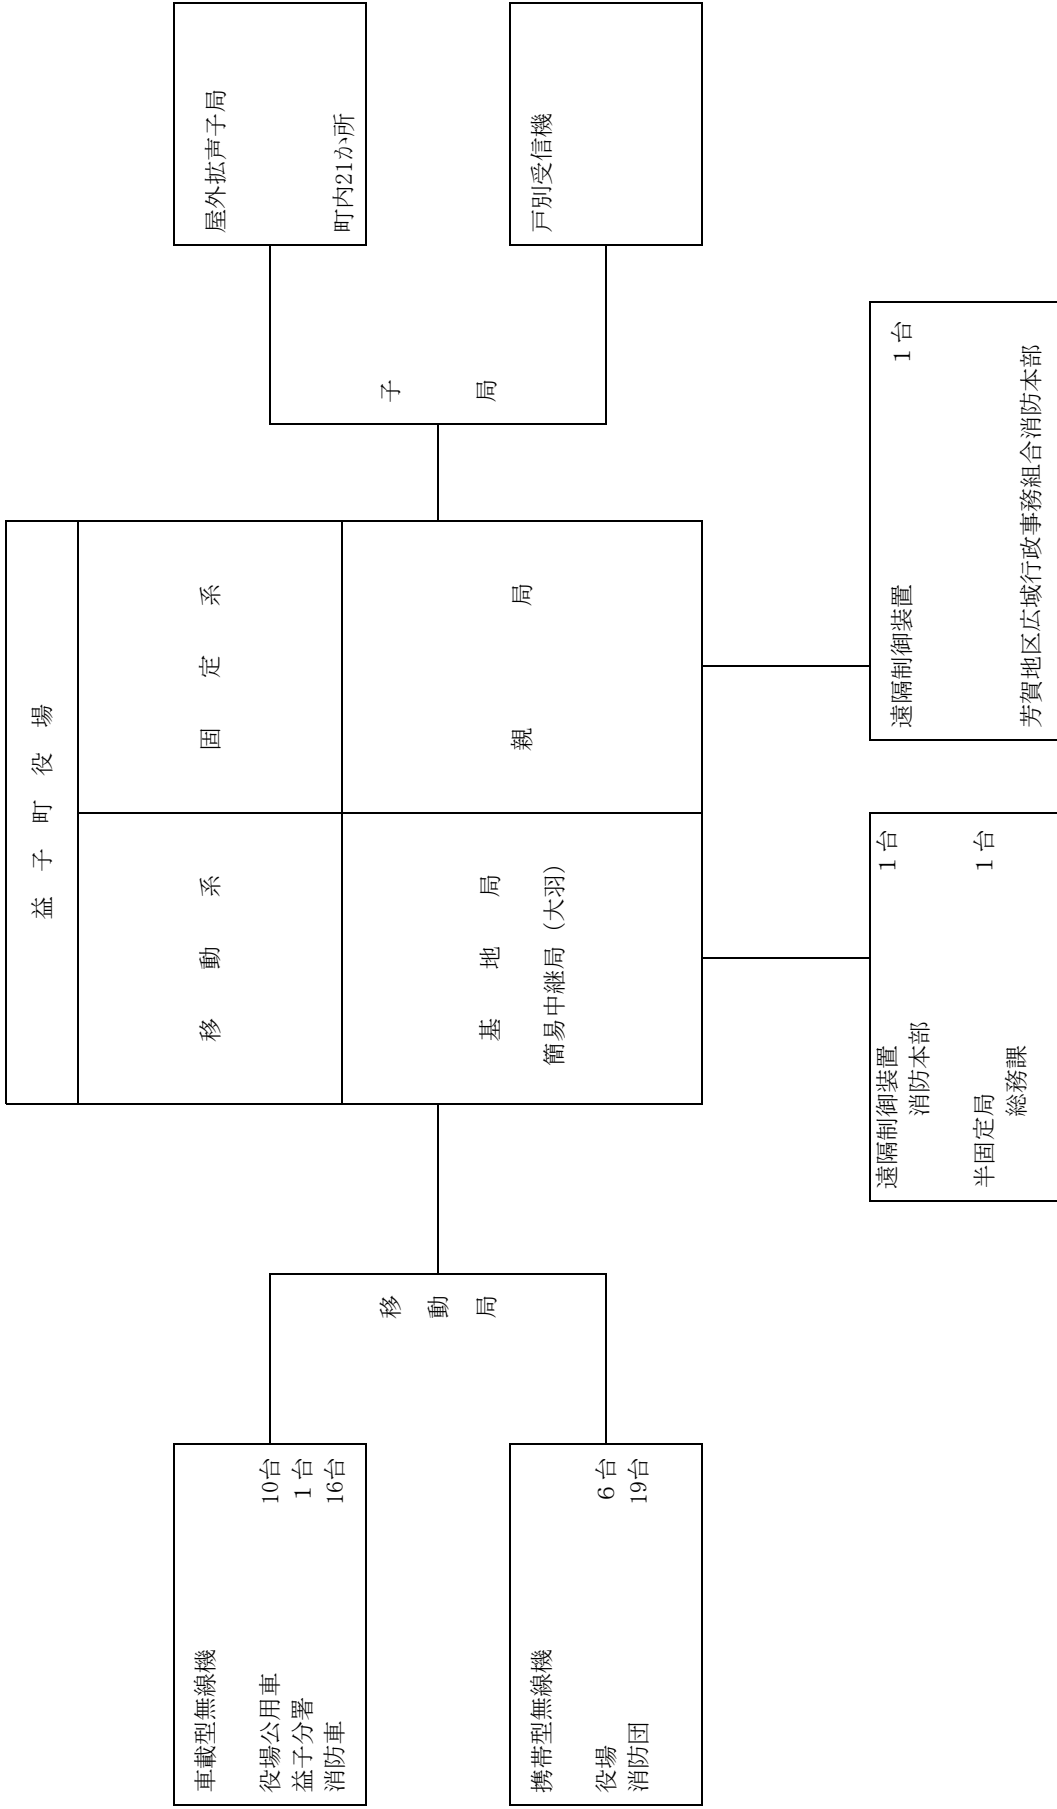 益子町役場
移動系
固定系
基地局
簡易中継局（大羽）
親局
移動局
車載型無線機
役場公用車 10台
益子分署 1台
消防車 16台
携帯型無線機
役場 6台
消防団 19台
子局
屋外拡声子局
町内21か所
戸別受信機
遠隔制御装置 1台
消防本部
半固定局 1台
総務課
遠隔制御装置 1台
芳賀地区広域行政事務組合消防本部